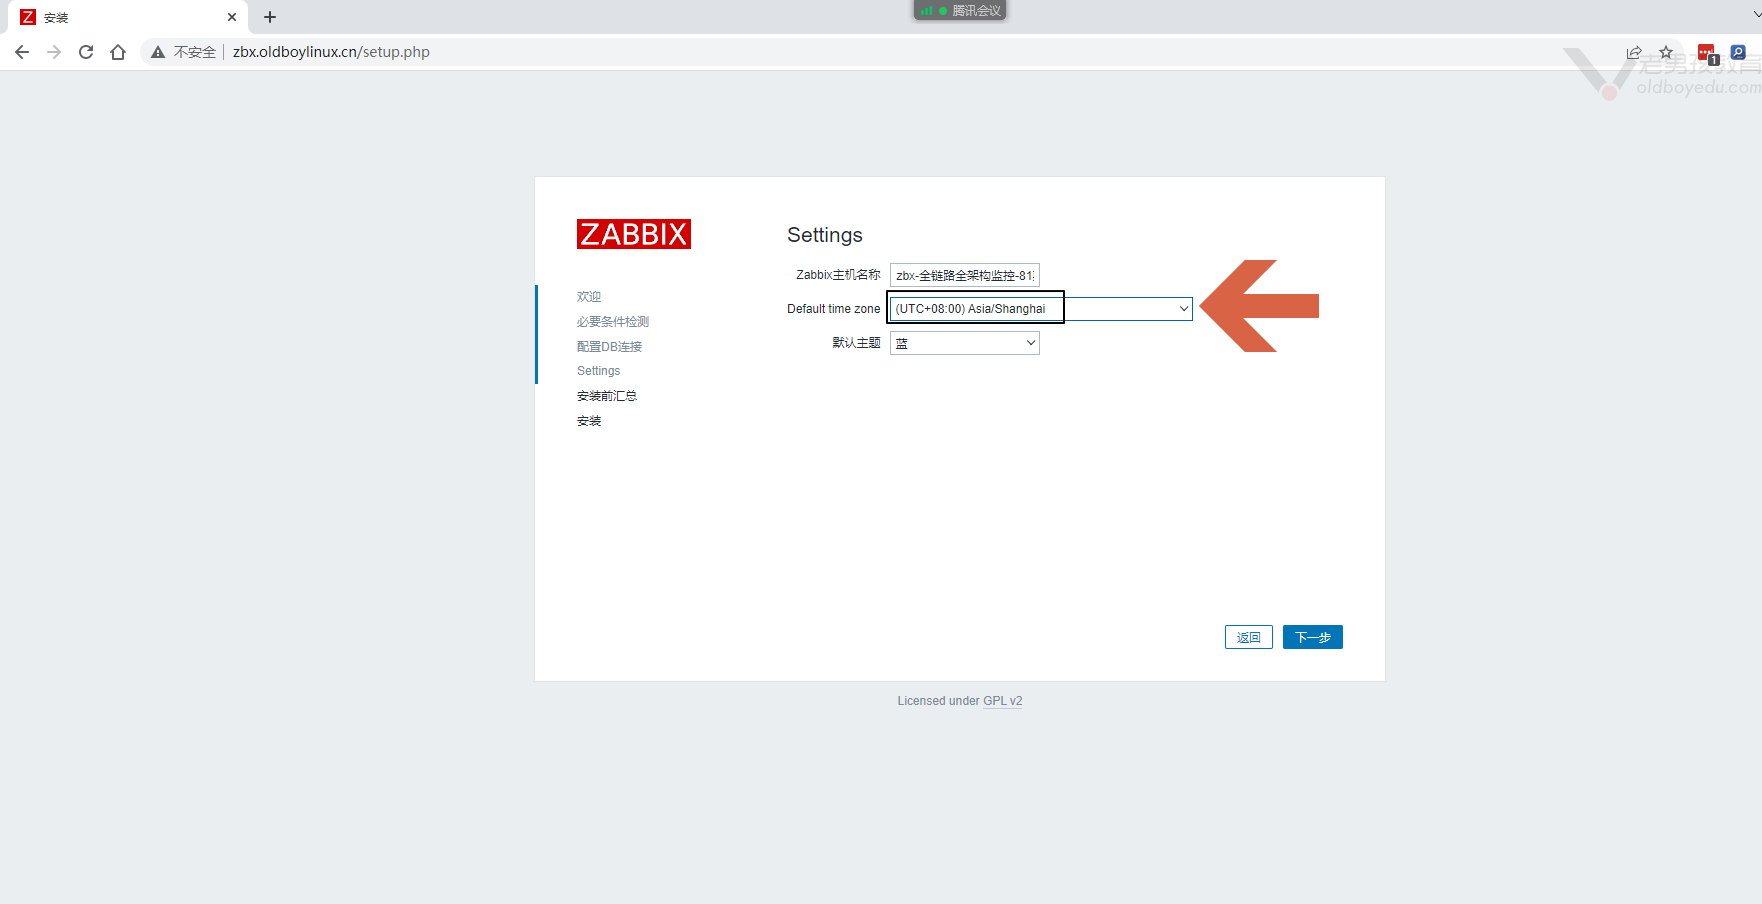 安装
腾讯会议
不安全 zbx.oldboylinux.cn/setup.php
1
老男孩教育
oldboyedu.com
ZABBIX
Settings
Zabbix主机名称 zbx-全链路全架构监控-81
Default time zone (UTC+08:00) Asia/Shanghai
默认主题 蓝
欢迎
必要条件检测
配置DB连接
Settings
安装前汇总
安装
返回 下一步
Licensed under GPL v2